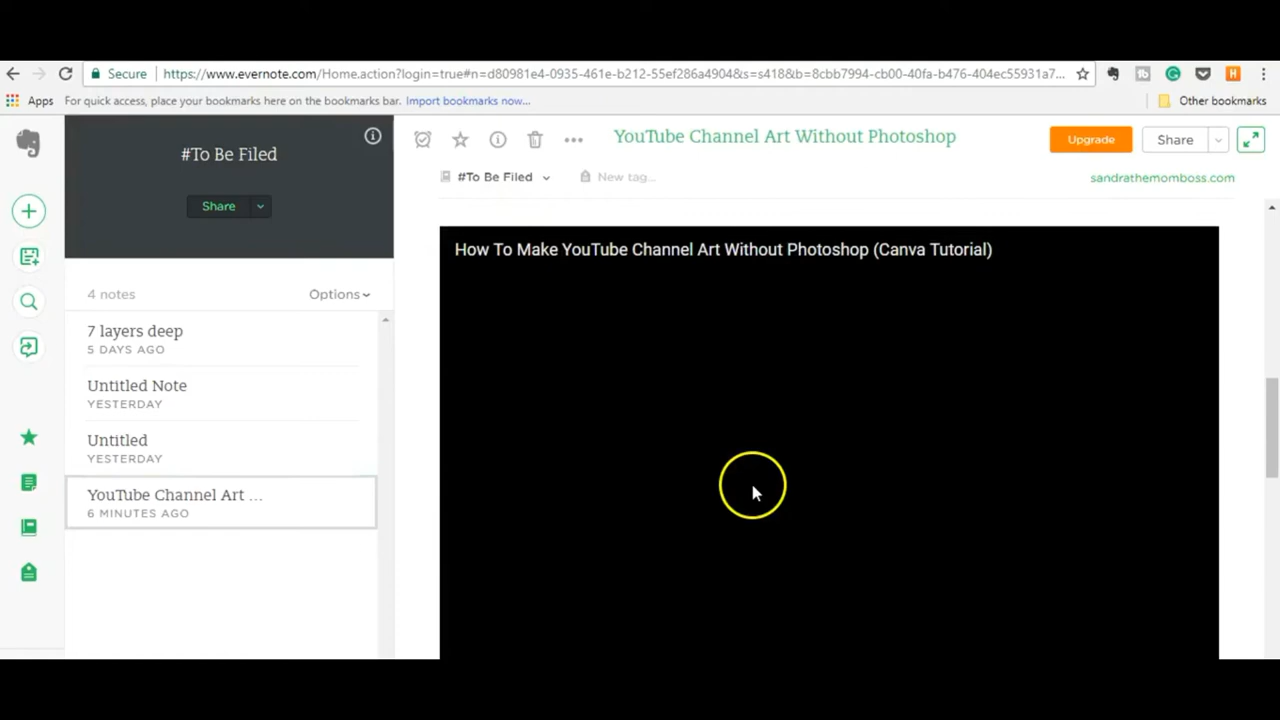 Secure
https://www.evernote.com/Home.action?login=true#n=d80981e4-0935-461e-b212-55ef286a4904&s=s418&b=8cbb7994-cb00-40fa-b476-404ec55931a7...
Apps
For quick access, place your bookmarks here on the bookmarks bar. Import bookmarks now...
Other bookmarks
#To Be Filed
Share
4 notes
Options
7 layers deep
5 DAYS AGO
Untitled Note
YESTERDAY
Untitled
YESTERDAY
YouTube Channel Art ...
6 MINUTES AGO
YouTube Channel Art Without Photoshop
Upgrade
Share
#To Be Filed
New tag...
sandrathemomboss.com
How To Make YouTube Channel Art Without Photoshop (Canva Tutorial)